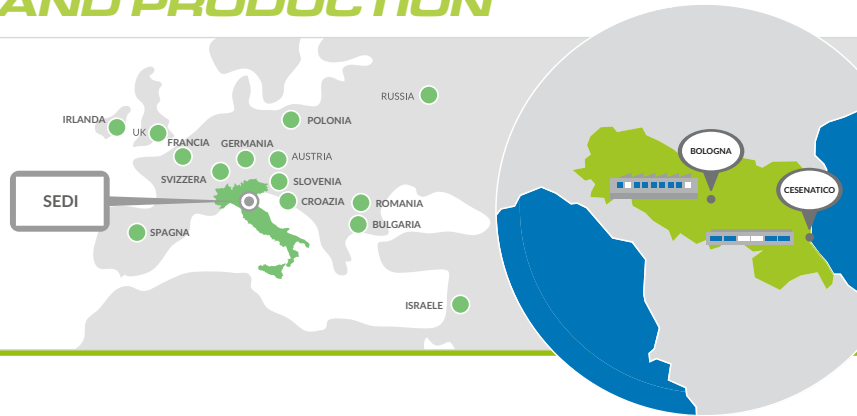 AND PRODUCTION
RUSSIA
IRLANDA
UK
POLONIA
FRANCIA
GERMANIA
AUSTRIA
SVIZZERA
SLOVENIA
SEDI
CROAZIA
ROMANIA
SPAGNA
BULGARIA
ISRAELE
BOLOGNA
CESENATICO